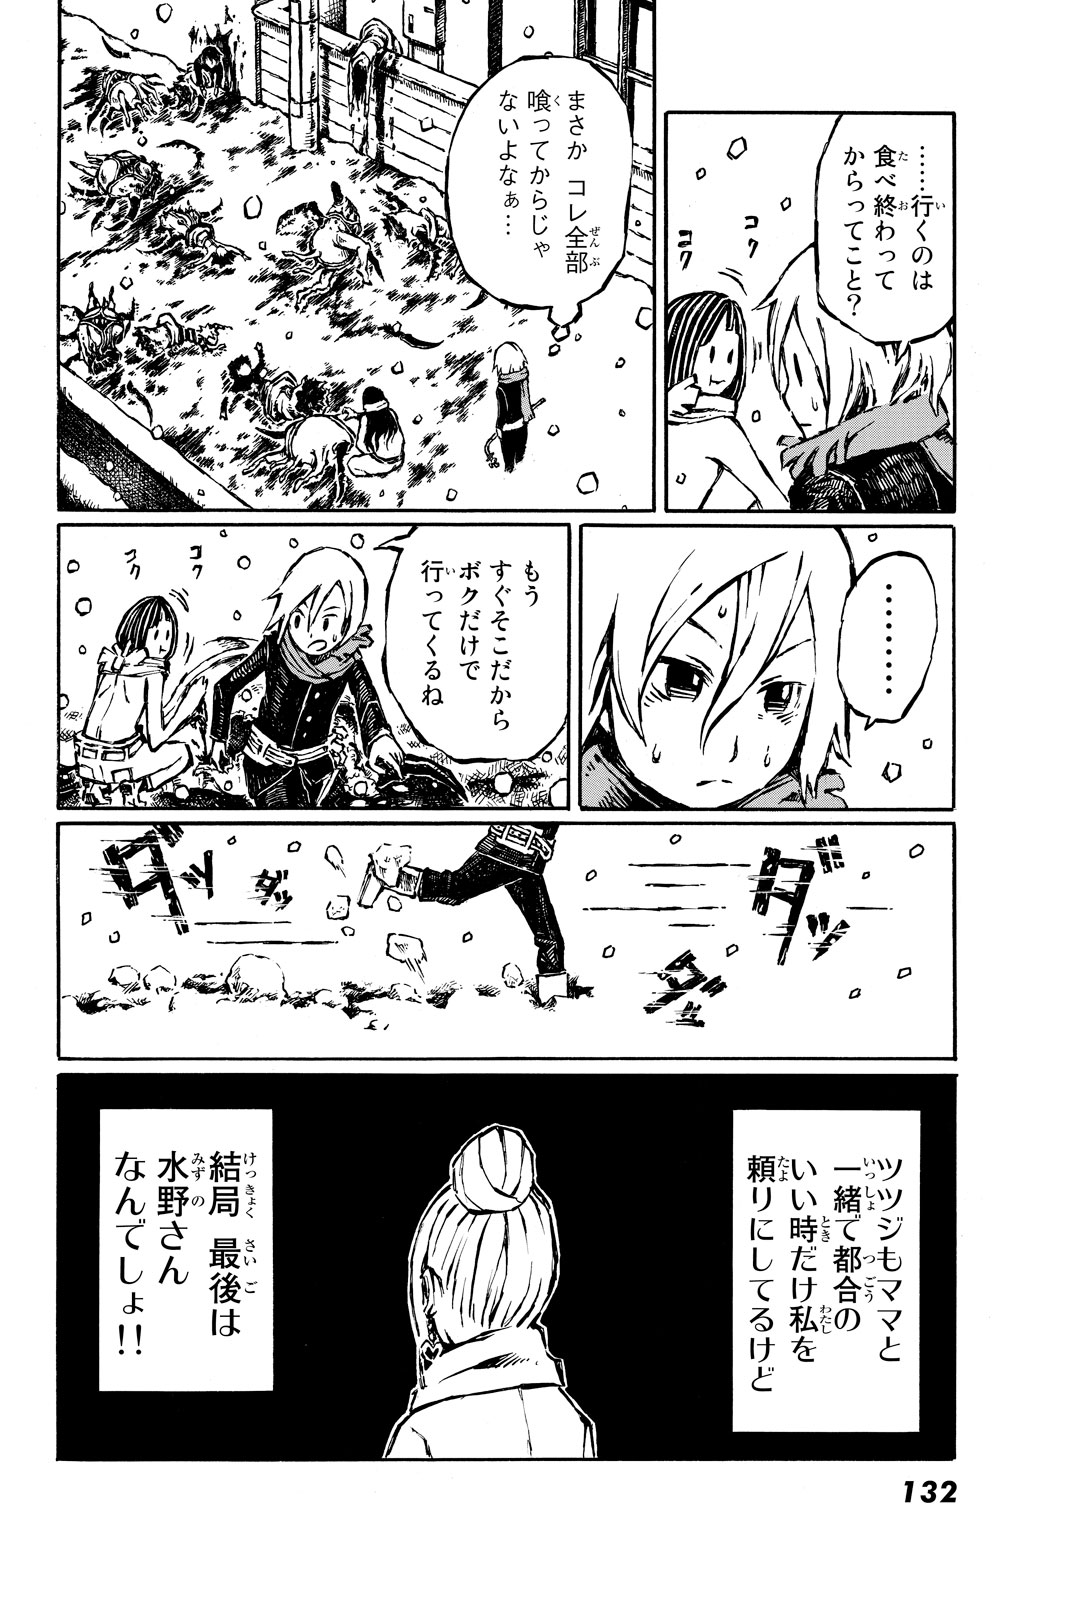 ……行くのは
食べ終わって
からってこと?
コク
コク
まさか コレ全部
喰ってからじゃ
ないよなぁ…
………
もう
すぐそこだから
ボクだけで
行ってくるね
コク
コク
ダッ
ダッ
ダッ
ダッ
ツツジもママと
一緒で都合の
いい時だけ私を
頼りにしてるけど
結局 最後は
水野さん
なんでしょ!!
132